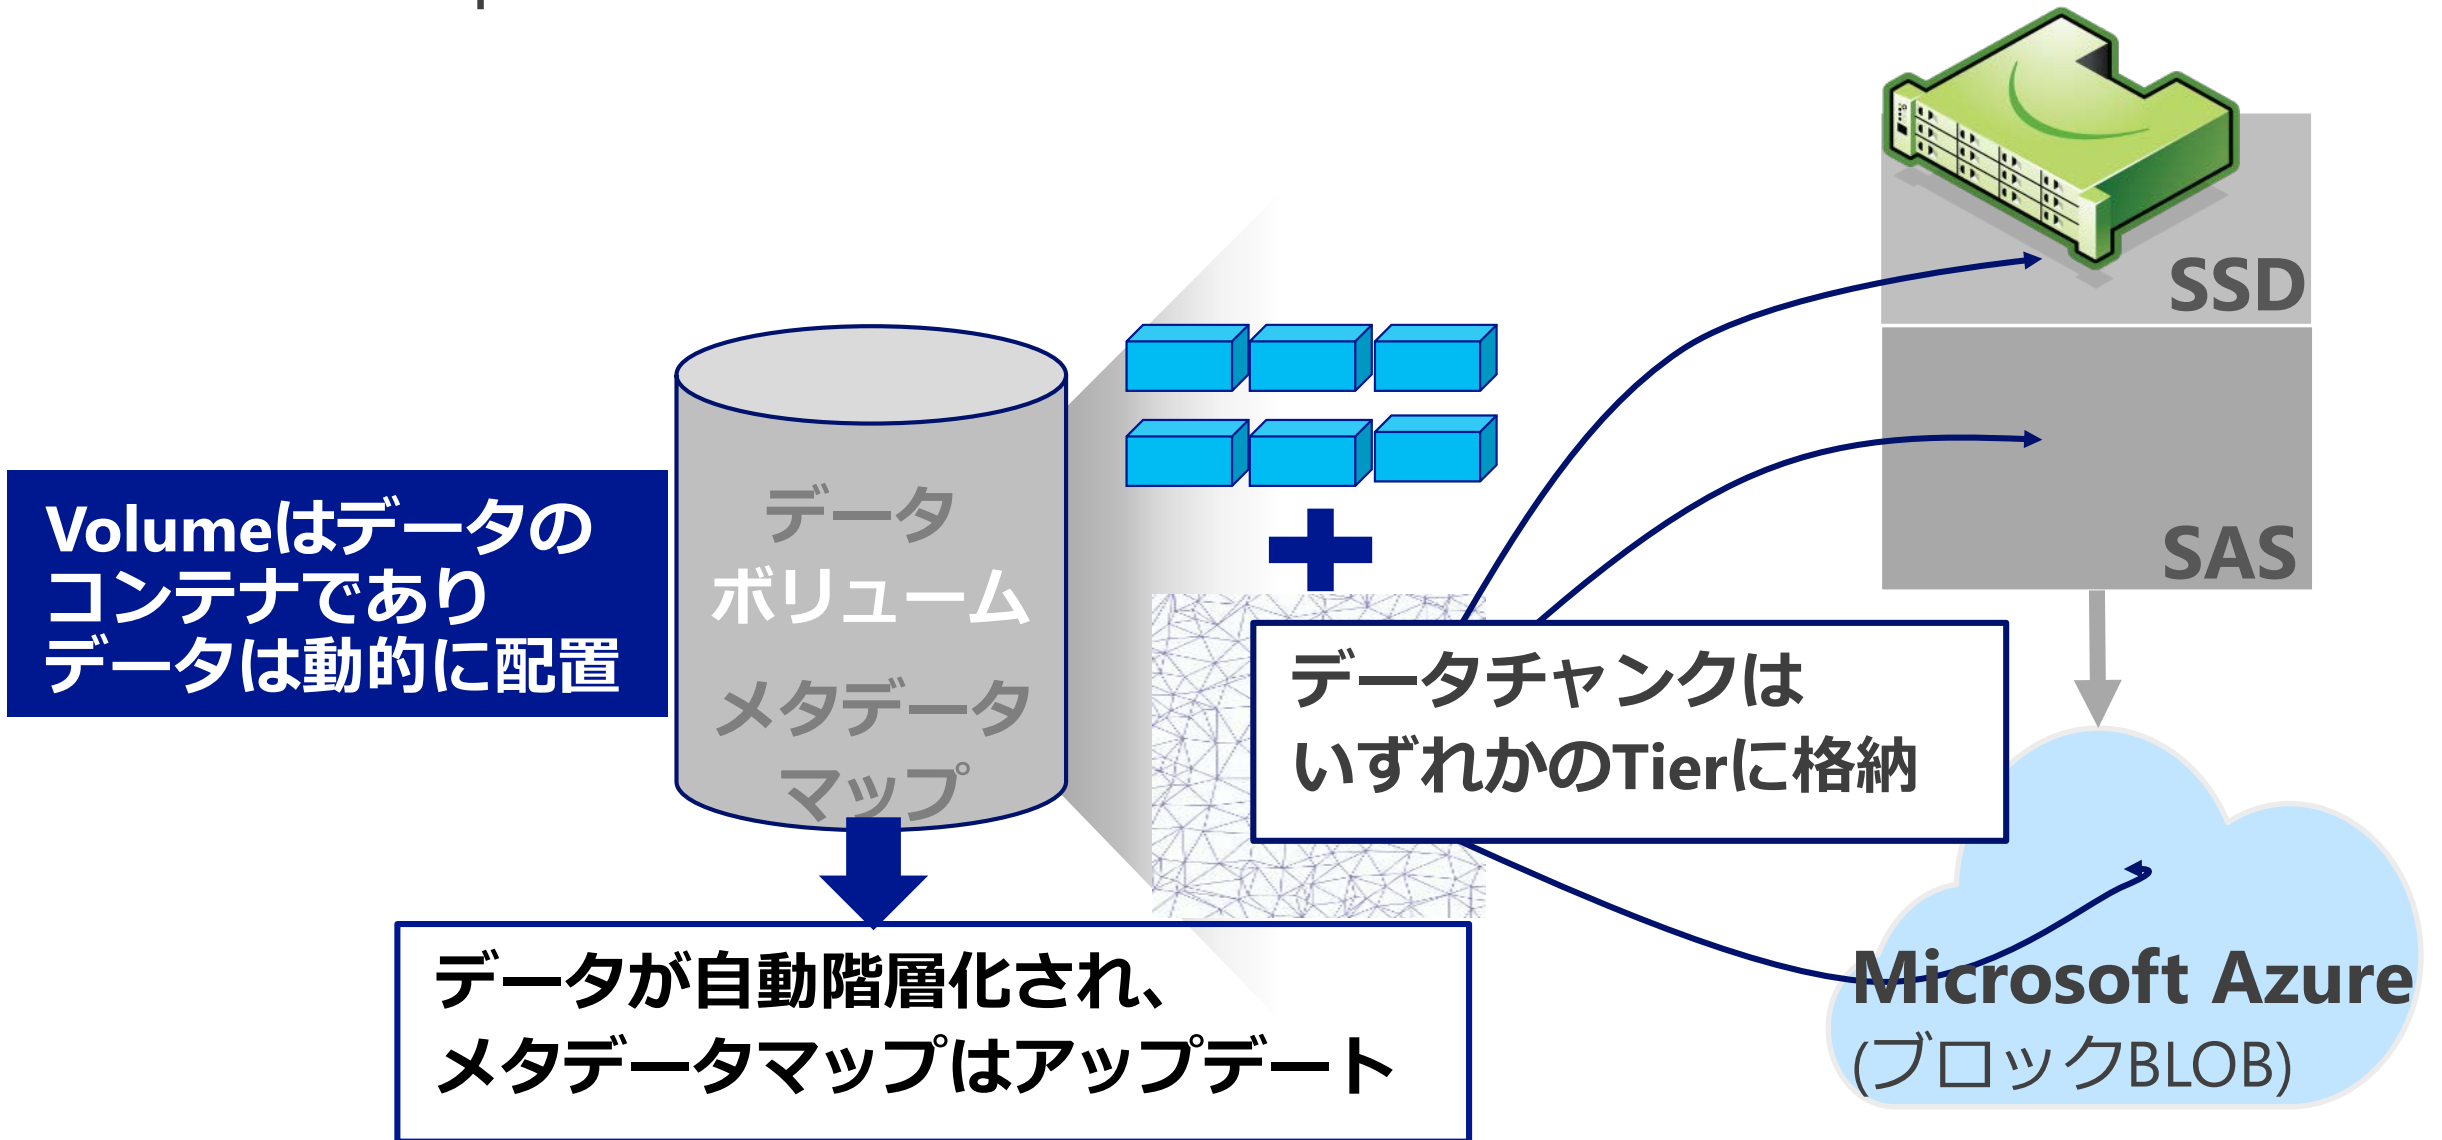 SSD
SAS
Volumeはデータの
コンテナであり
データは動的に配置
データ
ボリューム
メタデータ
マップ
データチャンクは
いずれかのTierに格納
データが自動階層化され、
メタデータマップはアップデート
Microsoft Azure
(ブロックBLOB)